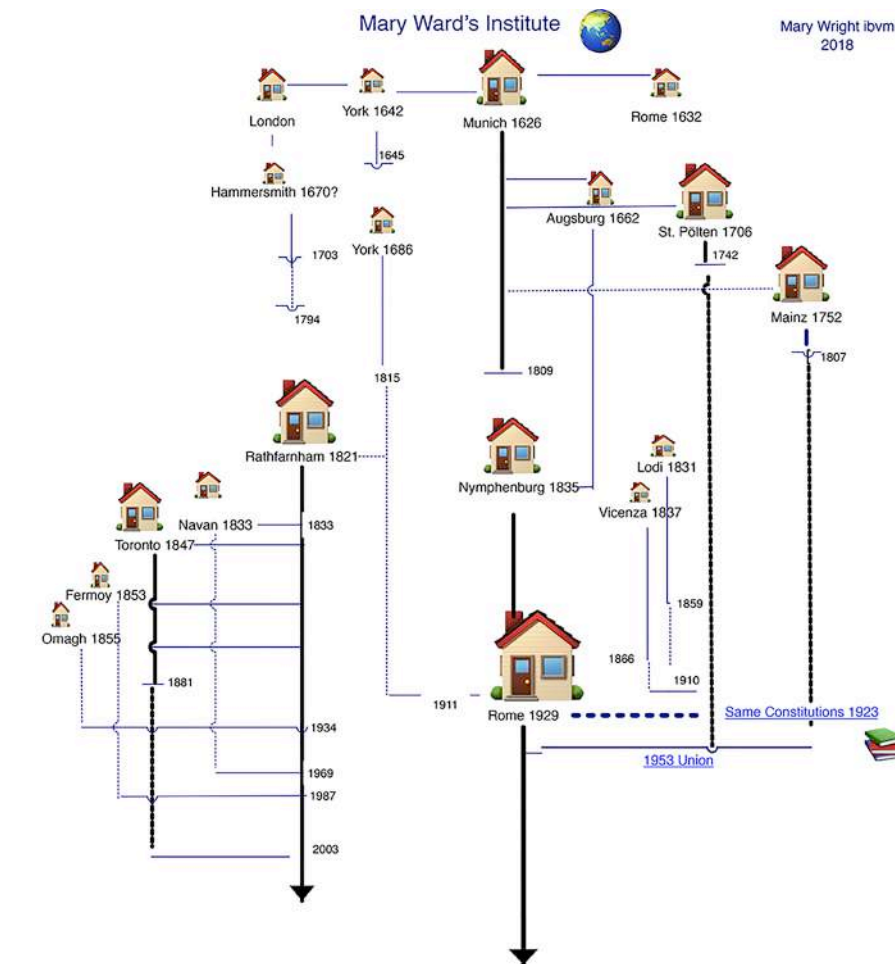 Mary Ward's Institute
Mary Wright ibvm
2018
London
York 1642
Munich 1626
Rome 1632
1645
Hammersmith 1670?
York 1686
Augsburg 1662
St. Pölten 1706
1703
1742
1794
Mainz 1752
1807
1815
1809
Rathfarnham 1821
Nymphenburg 1835
Lodi 1831
Vicenza 1837
Navan 1833
1833
Toronto 1847
Fermoy 1853
Omagh 1855
1859
1866
1881
1910
1911
Rome 1929
Same Constitutions 1923
1934
1953 Union
1969
1987
2003